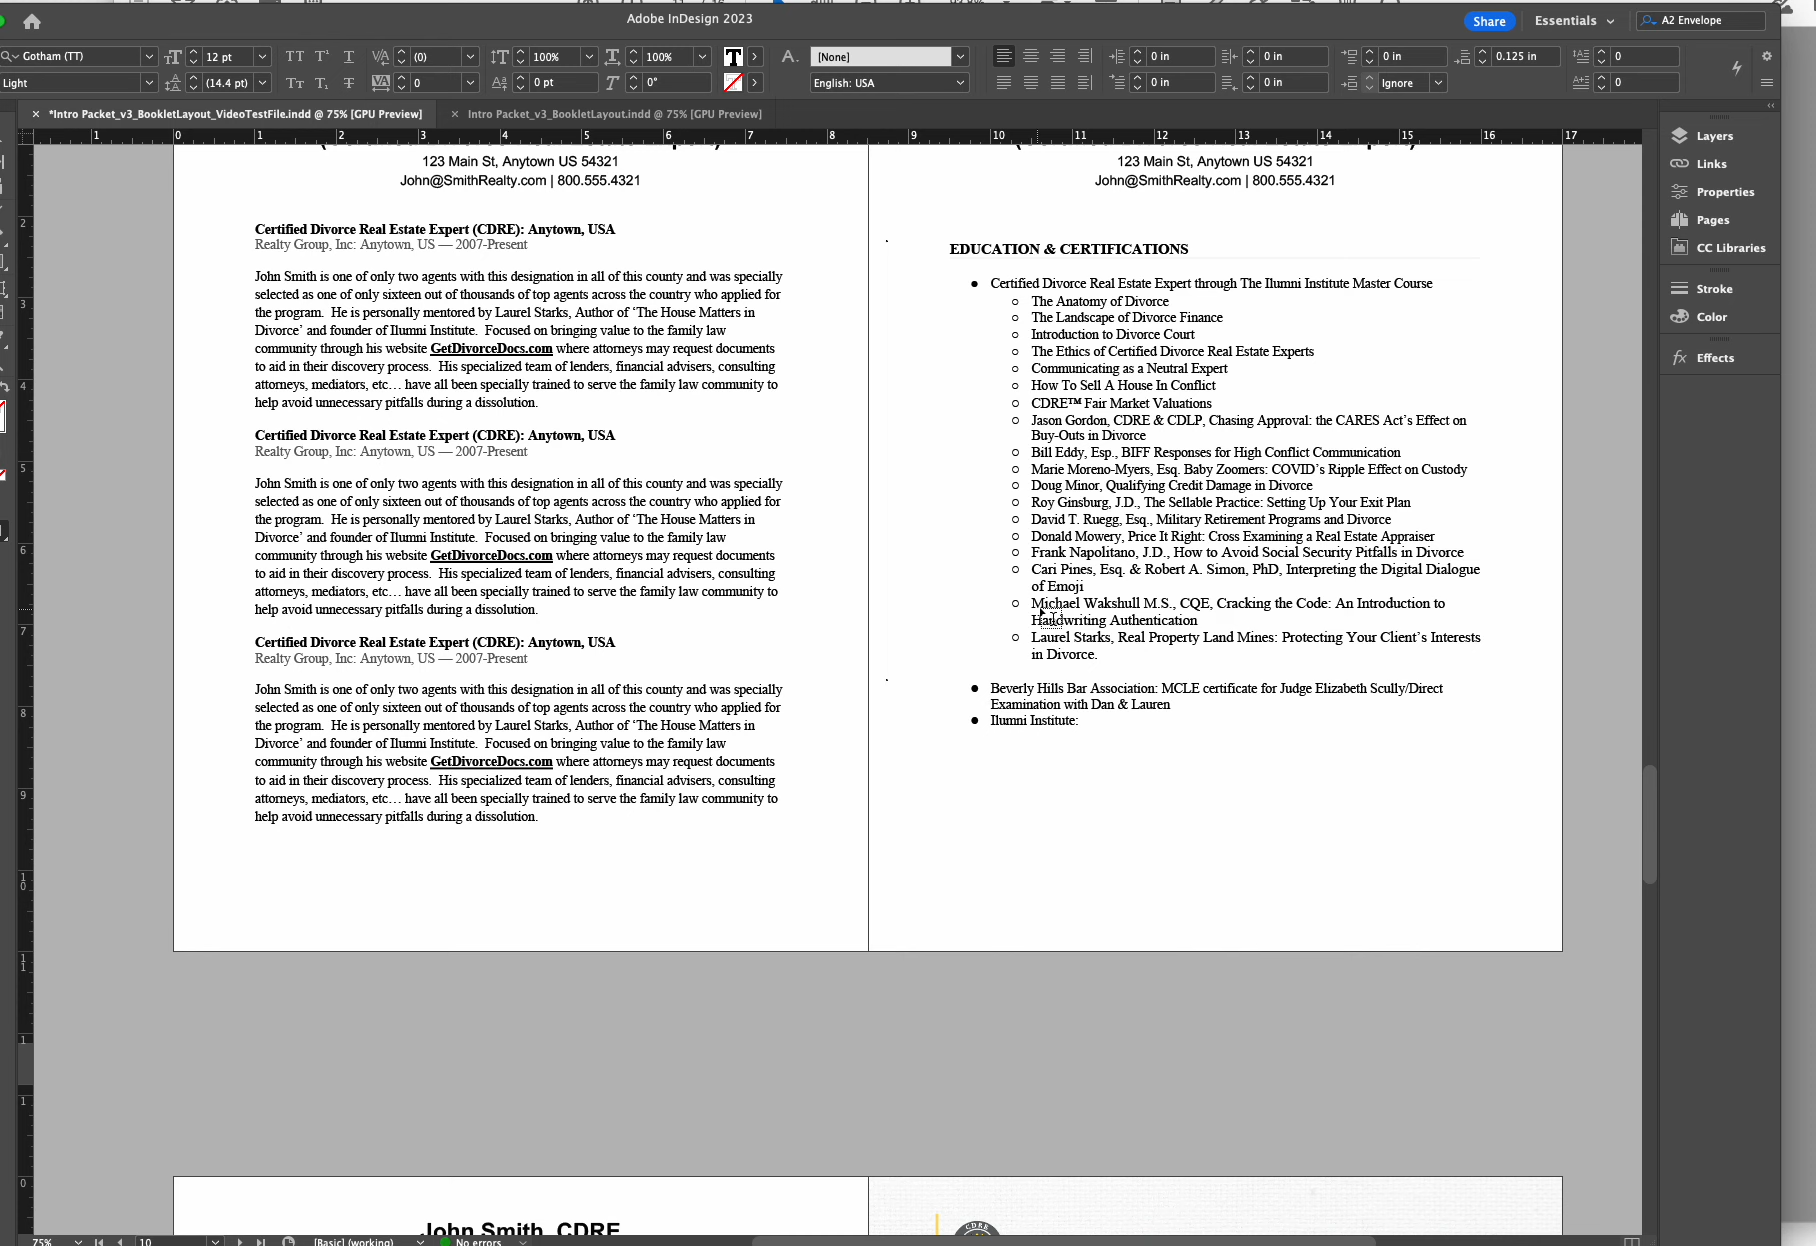 Adobe InDesign 2023
Share
Essentials
A2 Envelope
Gotham (TT)
12 pt
(0)
100%
100%
[None]
0 in
0 in
0 in
0.125 in
0
Light
(14.4 pt)
0
0 pt
0°
English: USA
0 in
0 in
Ignore
0
*Intro Packet_v3_BookletLayout_VideoTestFile.indd @ 75% [GPU Preview]
Intro Packet_v3_BookletLayout.indd @ 75% [GPU Preview]
1 0 1 2 3 4 5 6 7 8 9 10 11 12 13 14 15 16 17
Layers
Links
Properties
Pages
CC Libraries
Stroke
Color
Effects
123 Main St, Anytown US 54321
John@SmithRealty.com | 800.555.4321
Certified Divorce Real Estate Expert (CDRE): Anytown, USA
Realty Group, Inc: Anytown, US — 2007-Present
John Smith is one of only two agents with this designation in all of this county and was specially
selected as one of only sixteen out of thousands of top agents across the country who applied for
the program.  He is personally mentored by Laurel Starks, Author of ‘The House Matters in
Divorce’ and founder of Ilumni Institute.  Focused on bringing value to the family law
community through his website GetDivorceDocs.com where attorneys may request documents
to aid in their discovery process.  His specialized team of lenders, financial advisers, consulting
attorneys, mediators, etc… have all been specially trained to serve the family law community to
help avoid unnecessary pitfalls during a dissolution.
Certified Divorce Real Estate Expert (CDRE): Anytown, USA
Realty Group, Inc: Anytown, US — 2007-Present
John Smith is one of only two agents with this designation in all of this county and was specially
selected as one of only sixteen out of thousands of top agents across the country who applied for
the program.  He is personally mentored by Laurel Starks, Author of ‘The House Matters in
Divorce’ and founder of Ilumni Institute.  Focused on bringing value to the family law
community through his website GetDivorceDocs.com where attorneys may request documents
to aid in their discovery process.  His specialized team of lenders, financial advisers, consulting
attorneys, mediators, etc… have all been specially trained to serve the family law community to
help avoid unnecessary pitfalls during a dissolution.
Certified Divorce Real Estate Expert (CDRE): Anytown, USA
Realty Group, Inc: Anytown, US — 2007-Present
John Smith is one of only two agents with this designation in all of this county and was specially
selected as one of only sixteen out of thousands of top agents across the country who applied for
the program.  He is personally mentored by Laurel Starks, Author of ‘The House Matters in
Divorce’ and founder of Ilumni Institute.  Focused on bringing value to the family law
community through his website GetDivorceDocs.com where attorneys may request documents
to aid in their discovery process.  His specialized team of lenders, financial advisers, consulting
attorneys, mediators, etc… have all been specially trained to serve the family law community to
help avoid unnecessary pitfalls during a dissolution.
123 Main St, Anytown US 54321
John@SmithRealty.com | 800.555.4321
EDUCATION & CERTIFICATIONS
● Certified Divorce Real Estate Expert through The Ilumni Institute Master Course
○ The Anatomy of Divorce
○ The Landscape of Divorce Finance
○ Introduction to Divorce Court
○ The Ethics of Certified Divorce Real Estate Experts
○ Communicating as a Neutral Expert
○ How To Sell A House In Conflict
○ CDRE™ Fair Market Valuations
○ Jason Gordon, CDRE & CDLP, Chasing Approval: the CARES Act’s Effect on
Buy-Outs in Divorce
○ Bill Eddy, Esp., BIFF Responses for High Conflict Communication
○ Marie Moreno-Myers, Esq. Baby Zoomers: COVID’s Ripple Effect on Custody
○ Doug Minor, Qualifying Credit Damage in Divorce
○ Roy Ginsburg, J.D., The Sellable Practice: Setting Up Your Exit Plan
○ David T. Ruegg, Esq., Military Retirement Programs and Divorce
○ Donald Mowery, Price It Right: Cross Examining a Real Estate Appraiser
○ Frank Napolitano, J.D., How to Avoid Social Security Pitfalls in Divorce
○ Cari Pines, Esq. & Robert A. Simon, PhD, Interpreting the Digital Dialogue
of Emoji
○ Michael Wakshull M.S., CQE, Cracking the Code: An Introduction to
Handwriting Authentication
○ Laurel Starks, Real Property Land Mines: Protecting Your Client’s Interests
in Divorce.
● Beverly Hills Bar Association: MCLE certificate for Judge Elizabeth Scully/Direct
Examination with Dan & Lauren
● Ilumni Institute:
John Smith, CDRE
CDRE
75%
10
[Basic] (working)
No errors